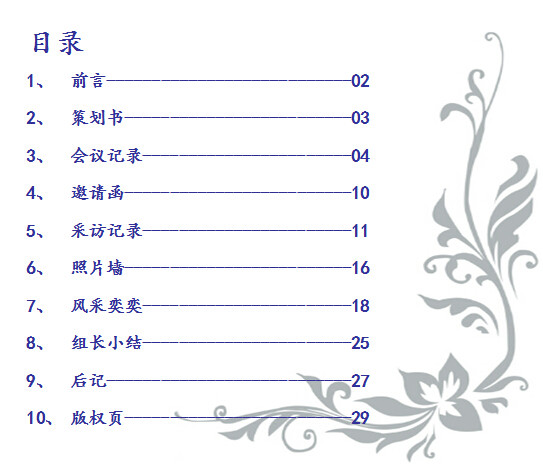 目录
1、 前言——————————————02
2、 策划书—————————————03
3、 会议记录————————————04
4、 邀请函—————————————10
5、 采访记录————————————11
6、 照片墙—————————————16
7、 风采奕奕————————————18
8、 组长小结————————————25
9、 后记——————————————27
10、 版权页—————————————29